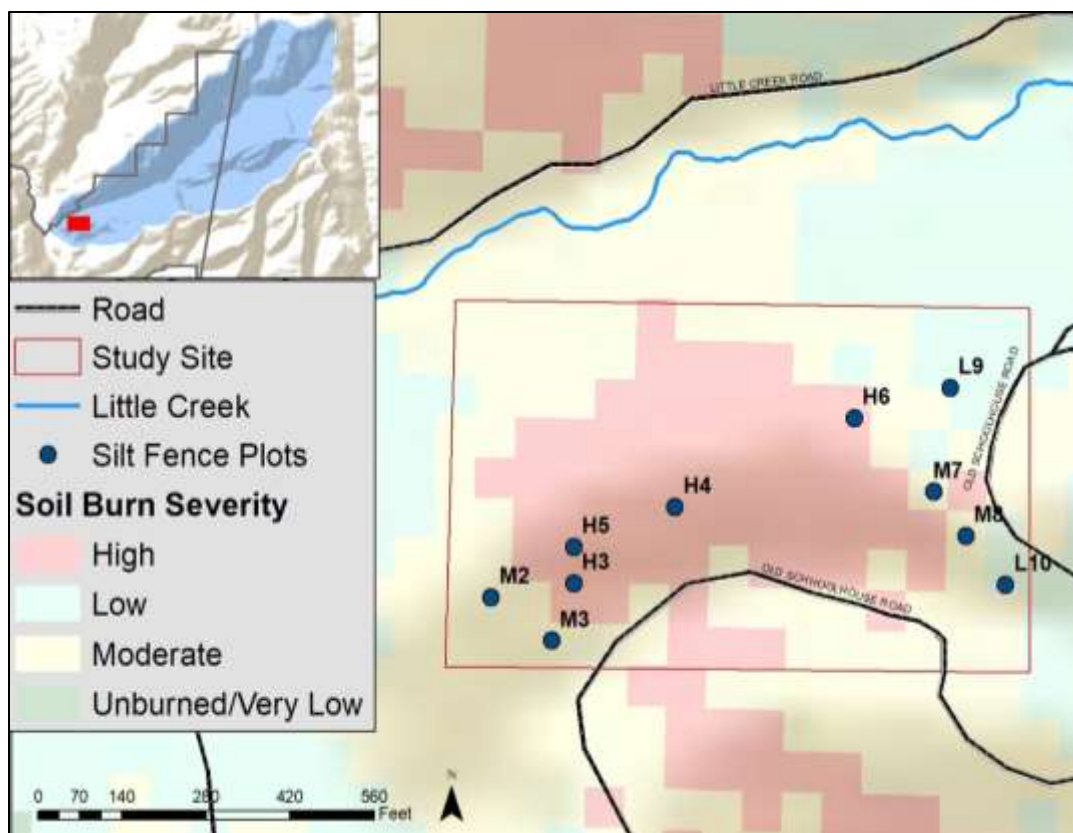 LITTLE CREEK ROAD
Road
Study Site
Little Creek
Silt Fence Plots
Soil Burn Severity
High
Low
Moderate
Unburned/Very Low
0 70 140 280 420 560
Feet
N
L9
H6
OLD SCHOOLHOUSE ROAD
M7
H4
M8
H5
H3
L10
M2
OLD SCHHOOLHOUSE ROAD
M3